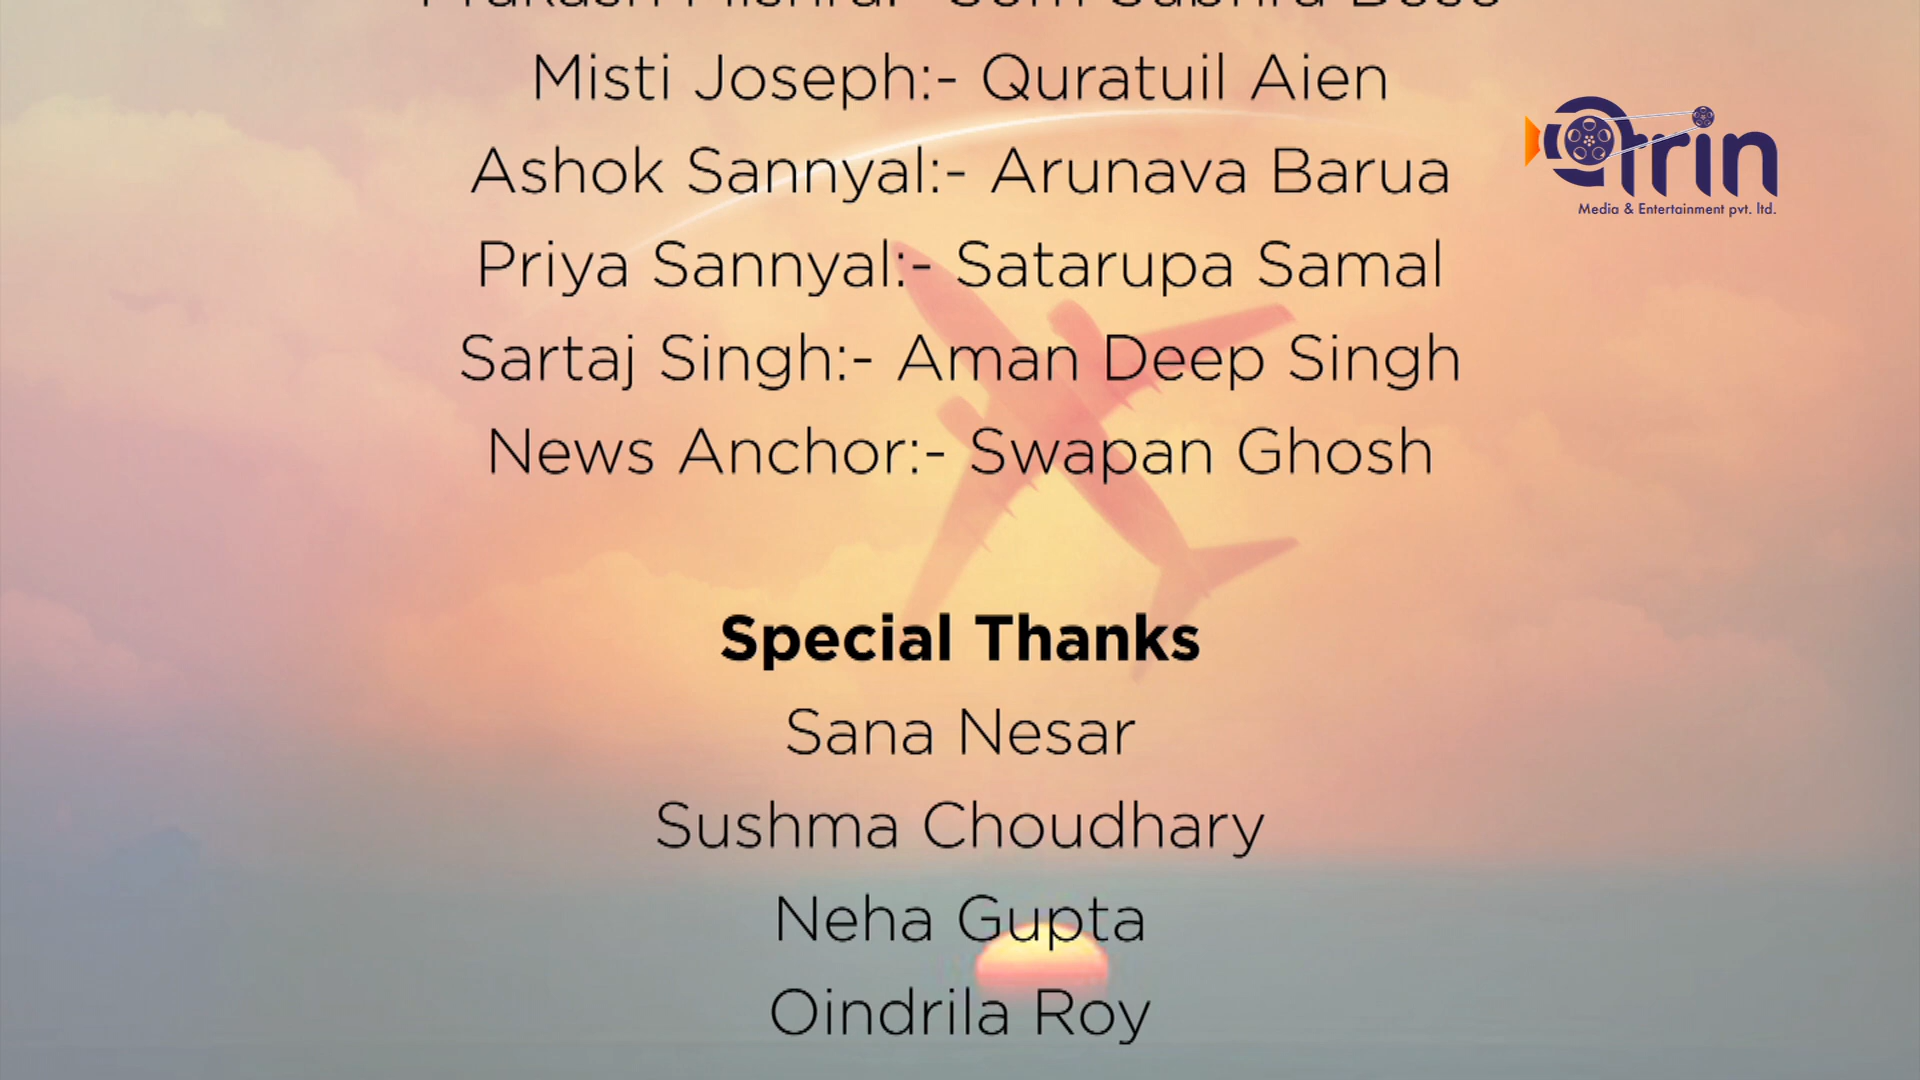 Misti Joseph:- Quratuil Aien
Ashok Sannyal:- Arunava Barua
Priya Sannyal:- Satarupa Samal
Sartaj Singh:- Aman Deep Singh
News Anchor:- Swapan Ghosh
Special Thanks
Sana Nesar
Sushma Choudhary
Neha Gupta
Oindrila Roy
Atrin
Media & Entertainment pvt. ltd.